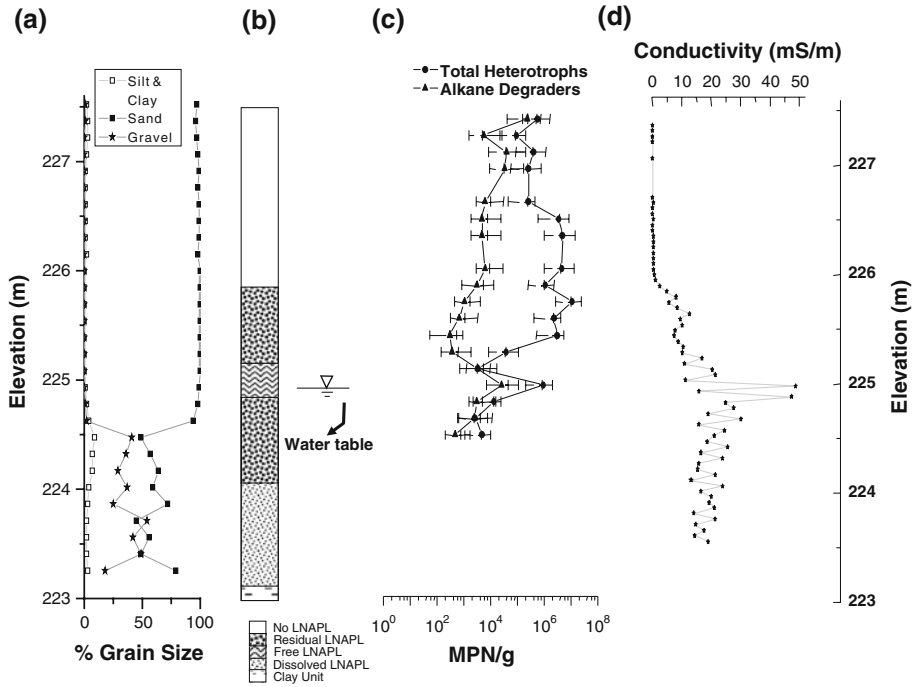 (a)
(b)
(c)
(d)
Silt &
Clay
Sand
Gravel
Total Heterotrophs
Alkane Degraders
Conductivity (mS/m)
0 10 20 30 40 50
Elevation (m)
227
226
225
224
223
0 50 100
% Grain Size
Water table
No LNAPL
Residual LNAPL
Free LNAPL
Dissolved LNAPL
Clay Unit
10^0 10^2 10^4 10^6 10^8
MPN/g
227
226
225
224
223
Elevation (m)